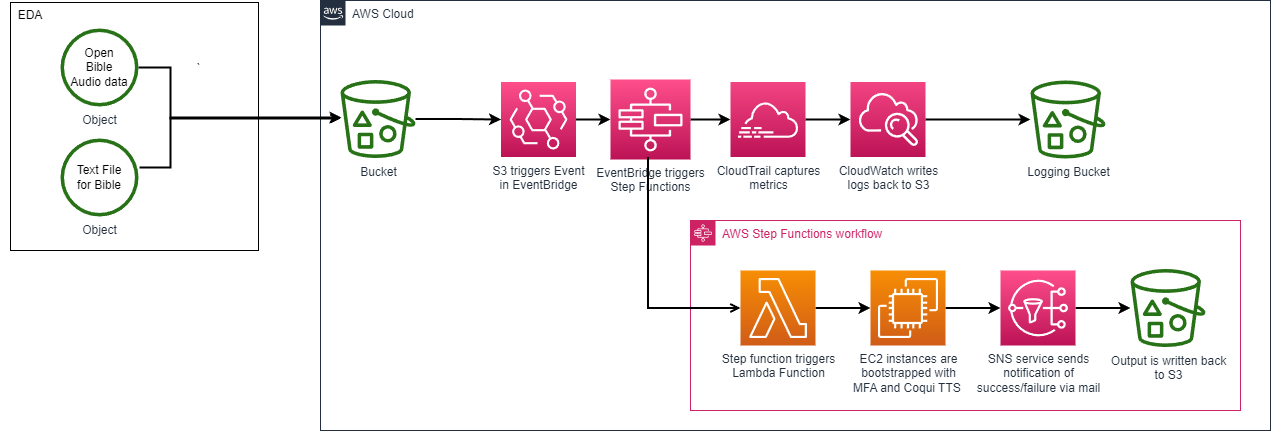 EDA
aws
AWS Cloud
Open
Bible
Audio data
`
Object
Text File
for Bible
Object
Bucket
S3 triggers Event
in EventBridge
EventBridge triggers
Step Functions
CloudTrail captures
metrics
CloudWatch writes
logs back to S3
Logging Bucket
AWS Step Functions workflow
Step function triggers
Lambda Function
EC2 instances are
bootstrapped with
MFA and Coqui TTS
SNS service sends
notification of
success/failure via mail
Output is written back
to S3